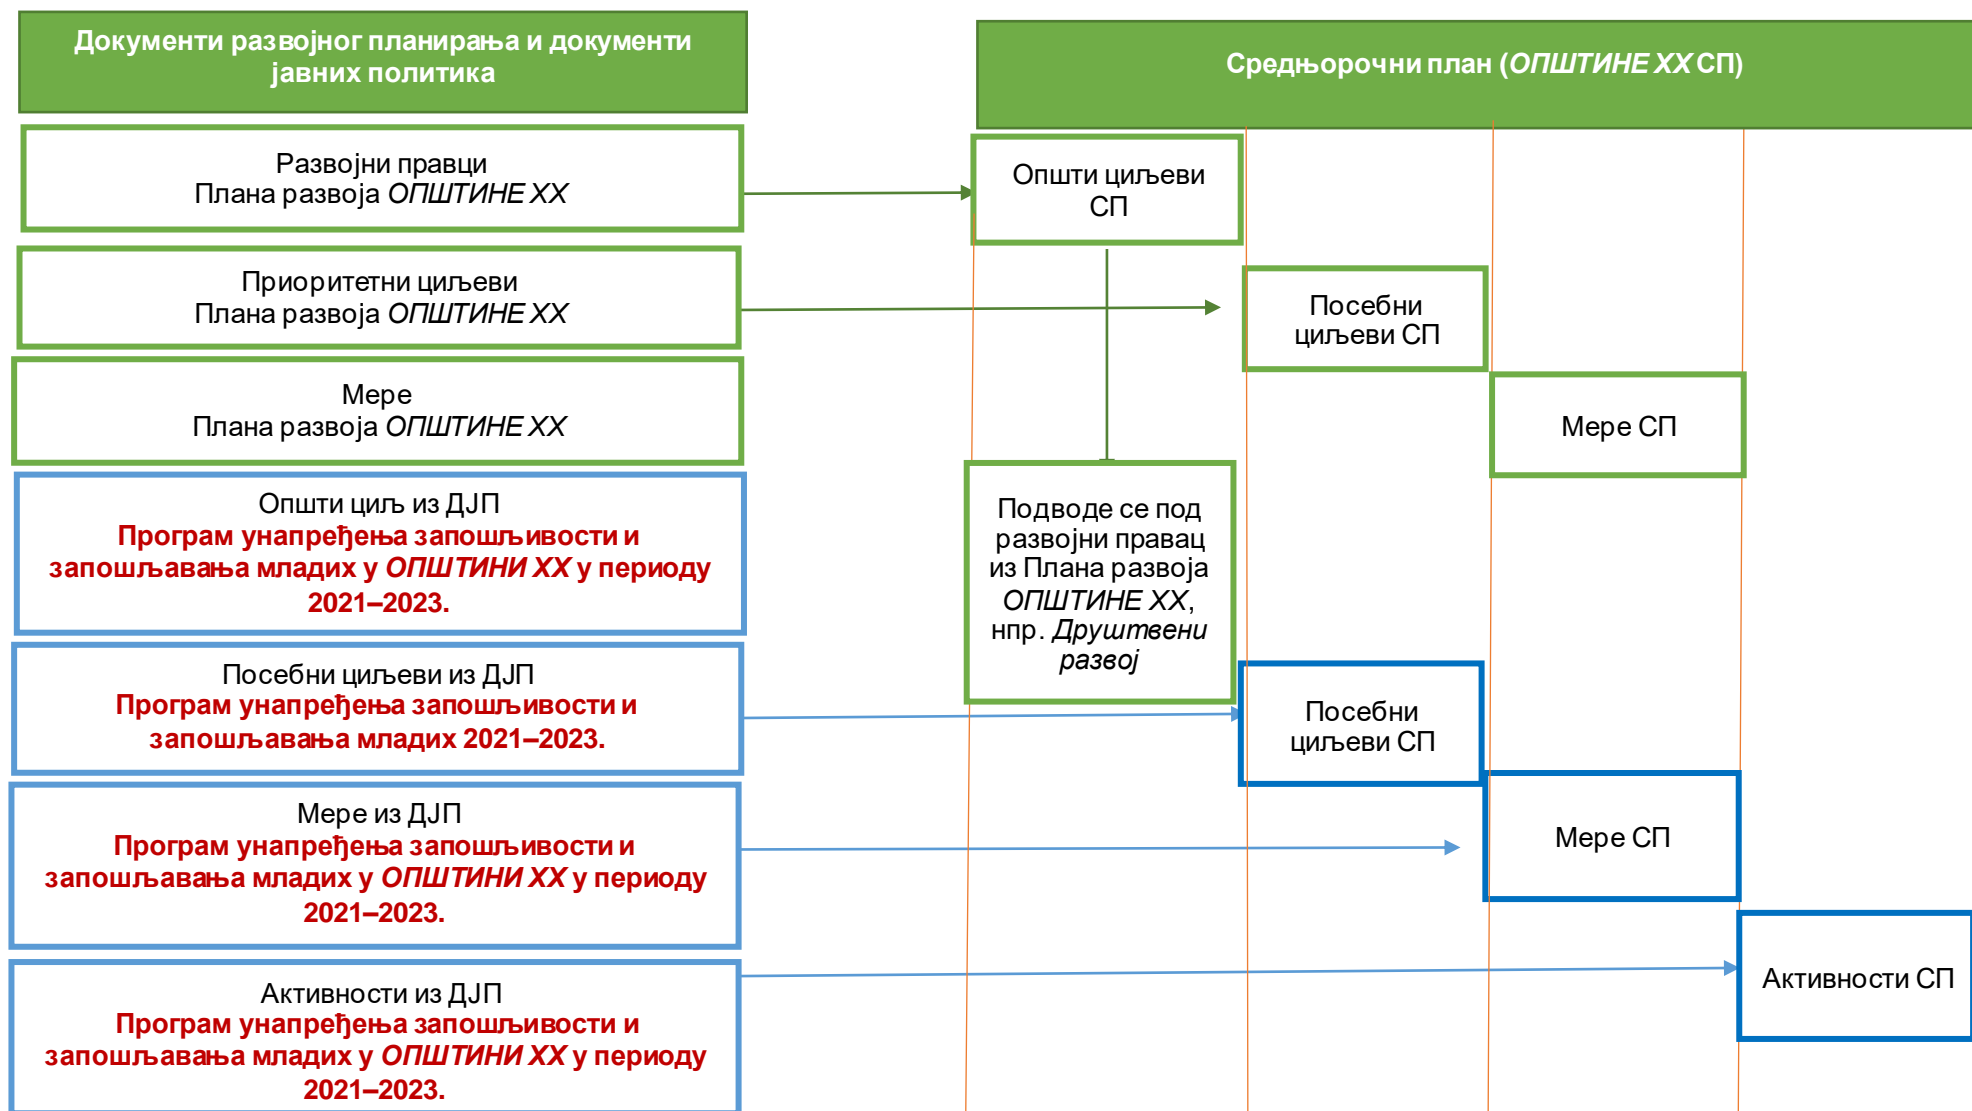 Документи развојног планирања и документи
јавних политика
Средњорочни план (ОПШТИНЕ XX СП)
Развојни правци
Плана развоја ОПШТИНЕ XX
Општи циљеви
СП
Приоритетни циљеви
Плана развоја ОПШТИНЕ XX
Посебни
циљеви СП
Мере
Плана развоја ОПШТИНЕ XX
Мере СП
Општи циљ из ДЈП
Програм унапређења запошљивости и
запошљавања младих у ОПШТИНИ XX у периоду
2021–2023.
Подводе се под
развојни правац
из Плана развоја
ОПШТИНЕ XX,
нпр. Друштвени
развој
Посебни циљеви из ДЈП
Програм унапређења запошљивости и
запошљавања младих 2021–2023.
Посебни
циљеви СП
Мере из ДЈП
Програм унапређења запошљивости и
запошљавања младих у ОПШТИНИ XX у периоду
2021–2023.
Мере СП
Активности из ДЈП
Програм унапређења запошљивости и
запошљавања младих у ОПШТИНИ XX у периоду
2021–2023.
Активности СП